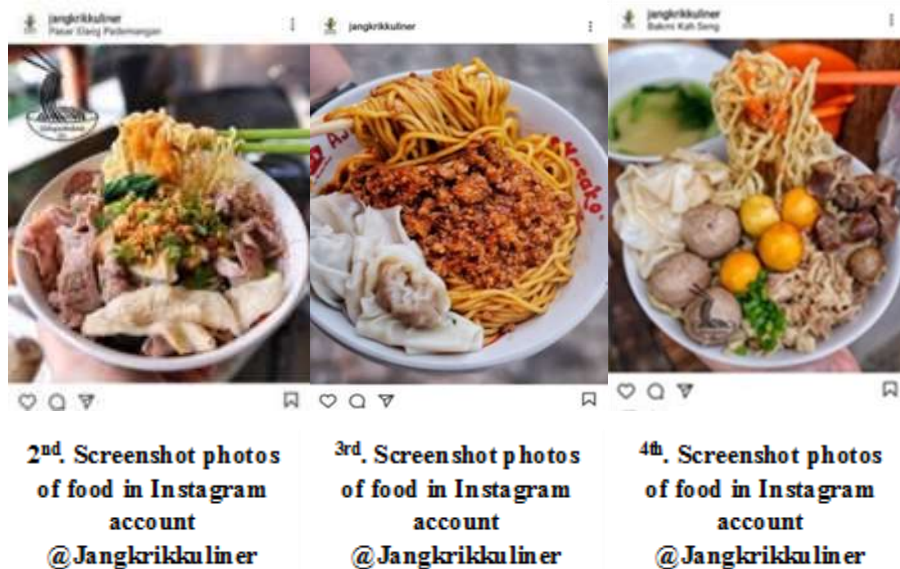 jangkrikkuliner
Pasar Elang Pademangan
jangkrikkuliner
jangkrikkuliner
Bakmi Kah Seng
2nd. Screenshot photos
of food in Instagram
account
@Jangkrikkuliner
3rd. Screenshot photos
of food in Instagram
account
@Jangkrikkuliner
4th. Screenshot photos
of food in Instagram
account
@Jangkrikkuliner